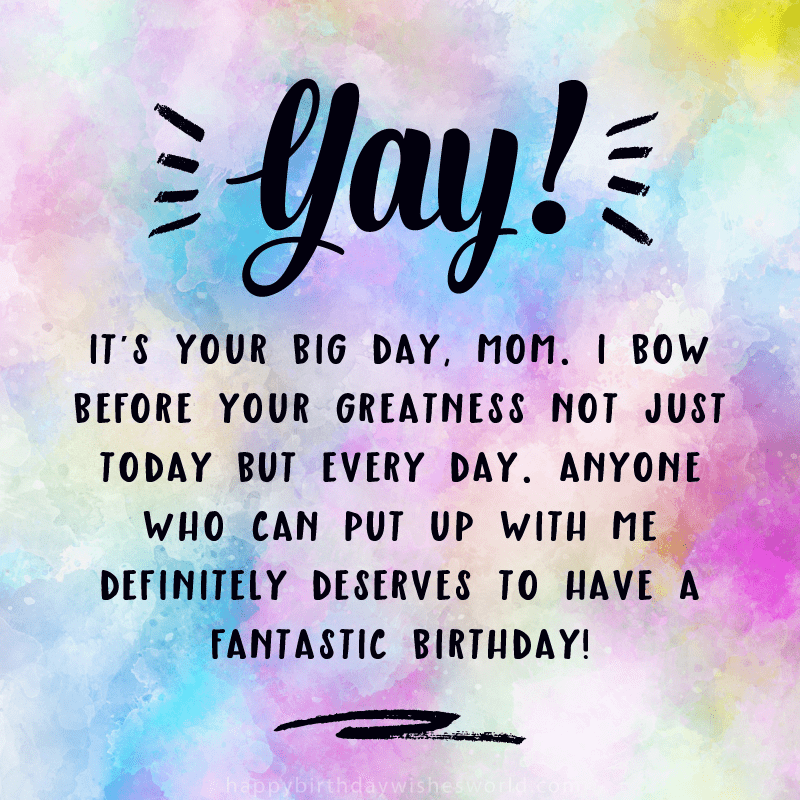 Yay!
IT'S YOUR BIG DAY, MOM. I BOW
BEFORE YOUR GREATNESS NOT JUST
TODAY BUT EVERY DAY. ANYONE
WHO CAN PUT UP WITH ME
DEFINITELY DESERVES TO HAVE A
FANTASTIC BIRTHDAY!
happybirthdaywishesworld.com